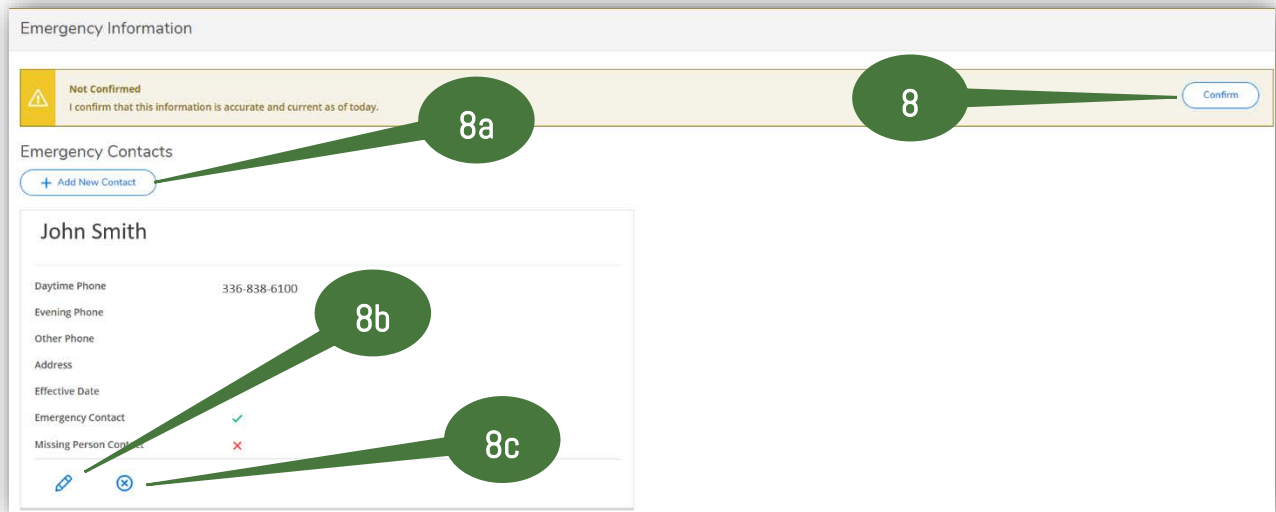 Emergency Information
Not Confirmed
I confirm that this information is accurate and current as of today.
8
Confirm
8a
Emergency Contacts
+ Add New Contact
John Smith
Daytime Phone 336-838-6100
Evening Phone
8b
Other Phone
Address
Effective Date
Emergency Contact
Missing Person Contact
8c